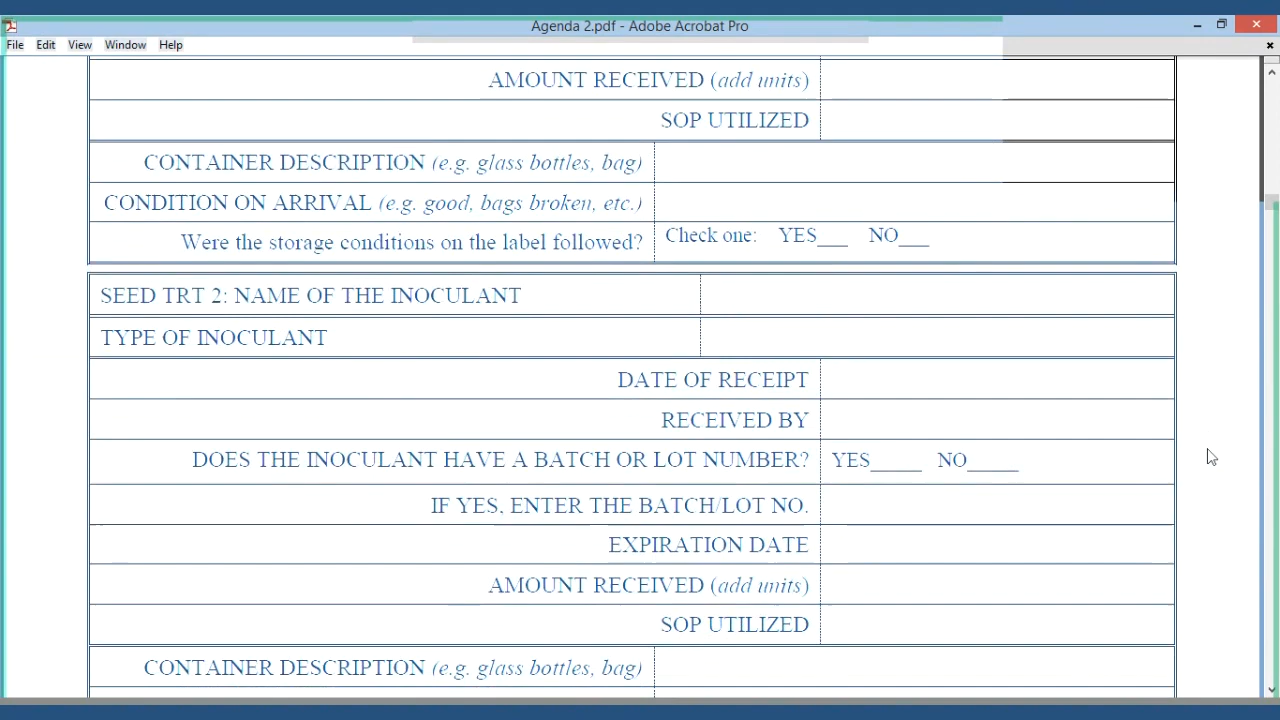 Agenda 2.pdf - Adobe Acrobat Pro
File Edit View Window Help
AMOUNT RECEIVED (add units)
SOP UTILIZED
CONTAINER DESCRIPTION (e.g. glass bottles, bag)
CONDITION ON ARRIVAL (e.g. good, bags broken, etc.)
Were the storage conditions on the label followed? Check one: YES___ NO___
SEED TRT 2: NAME OF THE INOCULANT
TYPE OF INOCULANT
DATE OF RECEIPT
RECEIVED BY
DOES THE INOCULANT HAVE A BATCH OR LOT NUMBER? YES_____ NO_____
IF YES, ENTER THE BATCH/LOT NO.
EXPIRATION DATE
AMOUNT RECEIVED (add units)
SOP UTILIZED
CONTAINER DESCRIPTION (e.g. glass bottles, bag)